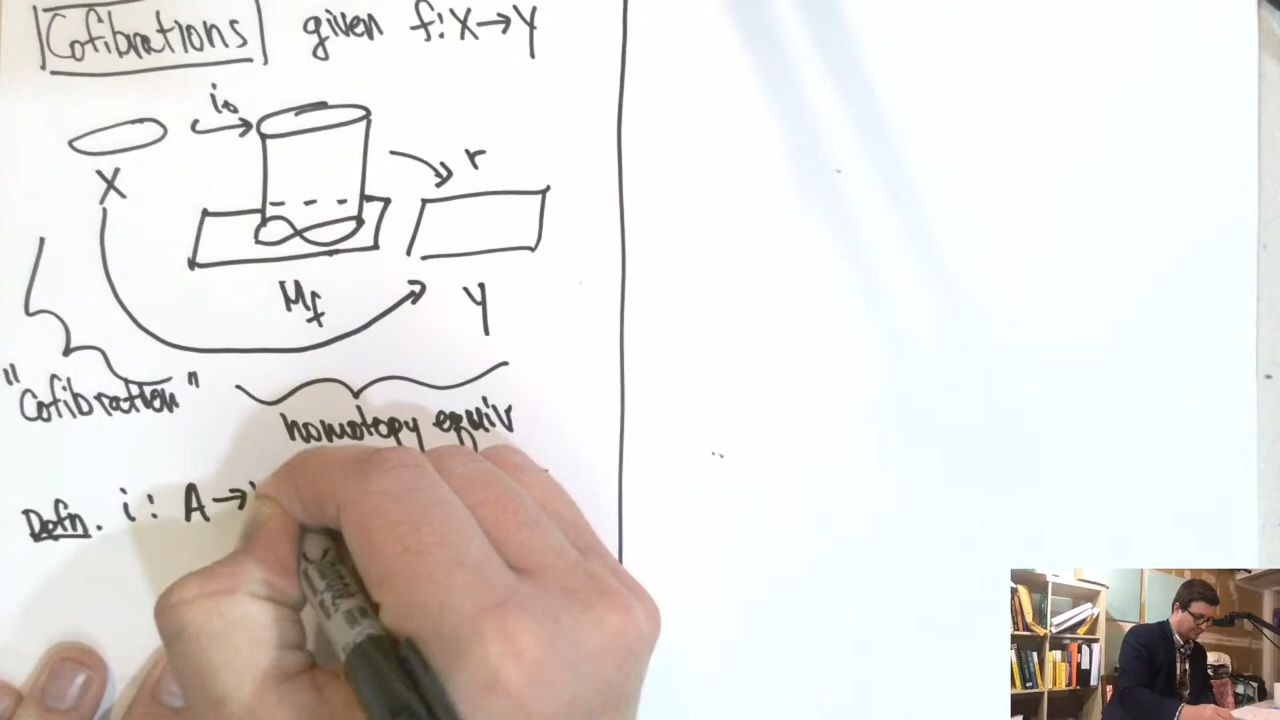 Cofibrations given f: X→Y
i₀
r
X
M_f
Y
"Cofibration"
homotopy equiv
Defn. i: A→